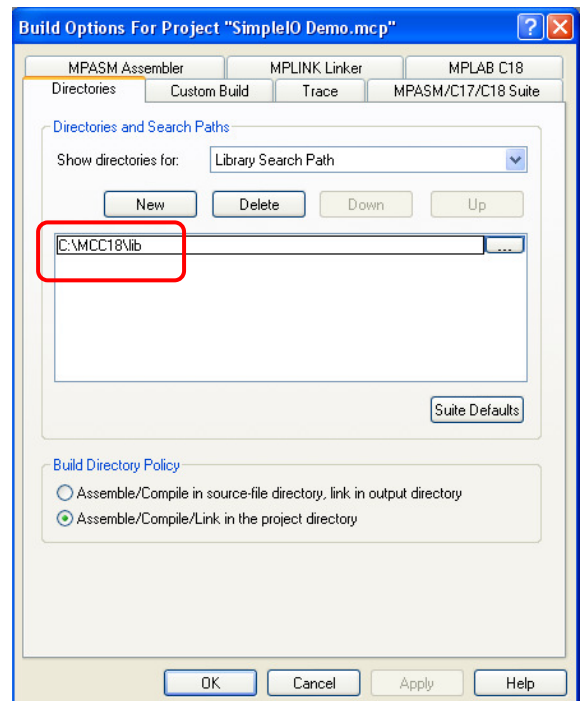 Build Options For Project "SimpleIO Demo.mcp"
MPASM Assembler MPLINK Linker MPLAB C18
Directories Custom Build Trace MPASM/C17/C18 Suite
Directories and Search Paths
Show directories for: Library Search Path
New Delete Down Up
C:\MCC18\lib ...
Suite Defaults
Build Directory Policy
Assemble/Compile in source-file directory, link in output directory
Assemble/Compile/Link in the project directory
OK Cancel Apply Help